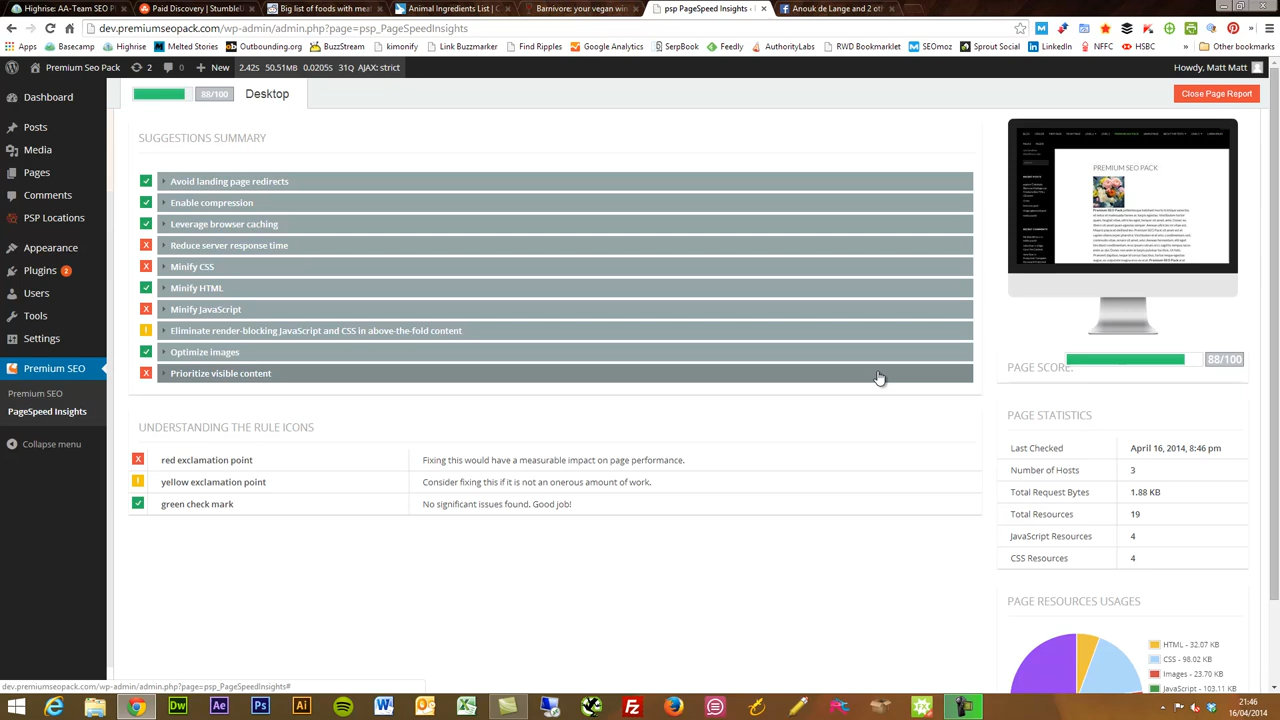 Highrise: AA-Team SEO P
Paid Discovery | StumbleU
Big list of foods with meat
Animal Ingredients List | C
Barnivore: your vegan win
psp PageSpeed Insights ‹
Anouk de Leau and 2 oth
dev.premiumseopack.com/wp-admin/admin.php?page=psp_PageSpeedInsights
Apps
Basecamp
Highrise
Melted Stories
Outbounding.org
BuzzStream
timonify
Link Buzzmarker
Find Ripples
Google Analytics
SerpBook
Feedly
AuthorityLabs
RWD Bookmarklet
SEOmoz
Sprout Social
LinkedIn
NFFC
HSBC
»
Other bookmarks
Premium SEO Pack
2
0
+ New
2.42S 50.51MB 0.0205S
Howdy, Matt Matt
88/100
Desktop
Close Page Report
Dashboard
Posts
Media
Pages
Comments
PSP Locations
Appearance
Plugins 2
Users
Tools
Settings
Premium SEO
Premium SEO
PageSpeed Insights
Collapse menu
SUGGESTIONS SUMMARY
Avoid landing page redirects
Enable compression
Leverage browser caching
X Reduce server response time
X Minify CSS
Minify HTML
X Minify JavaScript
! Eliminate render-blocking JavaScript and CSS in above-the-fold content
Optimize images
X Prioritize visible content
UNDERSTANDING THE RULE ICONS
X red exclamation point Fixing this would have a measurable impact on page performance.
! yellow exclamation point Consider fixing this if it is not an onerous amount of work.
green check mark No significant issues found. Good job!
PREMIUM SEO PACK
PAGE SCORE:
88/100
PAGE STATISTICS
Last Checked April 16, 2014, 8:46 pm
Number of Hosts 3
Total Request Bytes 1.88 KB
Total Resources 19
JavaScript Resources 4
CSS Resources 4
PAGE RESOURCES USAGES
HTML - 32.07 KB
CSS - 98.02 KB
Images - 23.70 KB
JavaScript - 103.11 KB
dev.premiumseopack.com/wp-admin/admin.php?page=psp_PageSpeedInsights#
Dw
Ae
Ps
Ai
21:46
16/04/2014